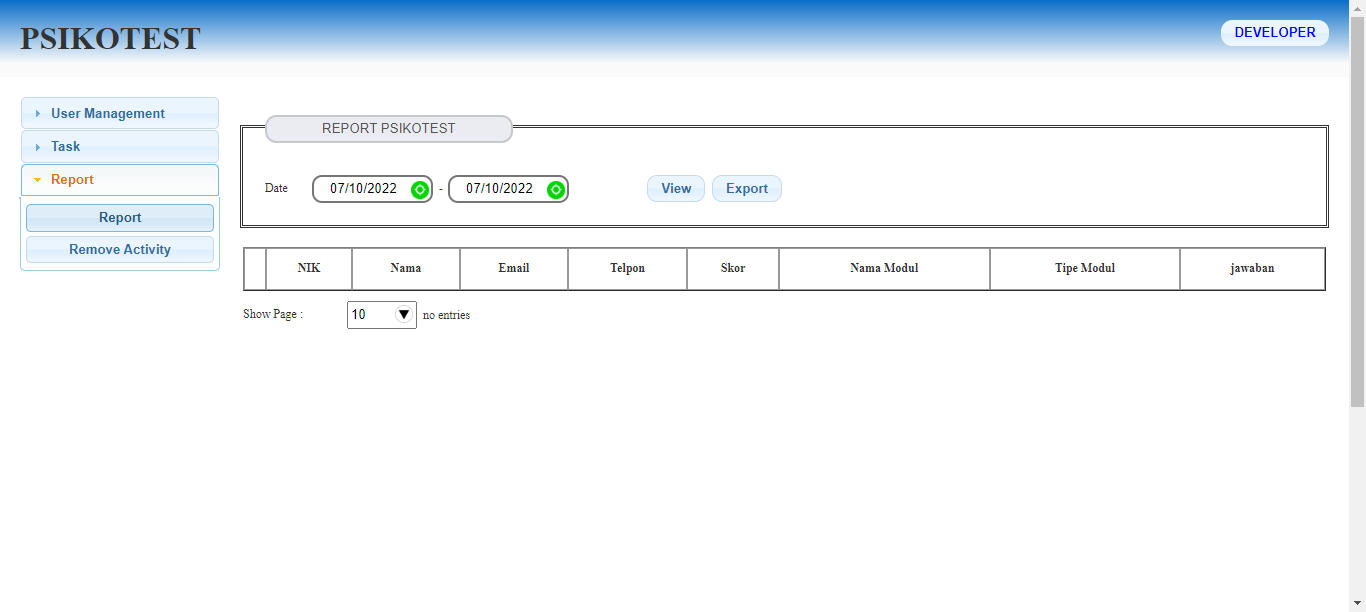 PSIKOTEST
DEVELOPER
User Management
Task
Report
Report
Remove Activity
REPORT PSIKOTEST
Date 07/10/2022 - 07/10/2022 View Export
NIK Nama Email Telpon Skor Nama Modul Tipe Modul jawaban
Show Page : 10 no entries